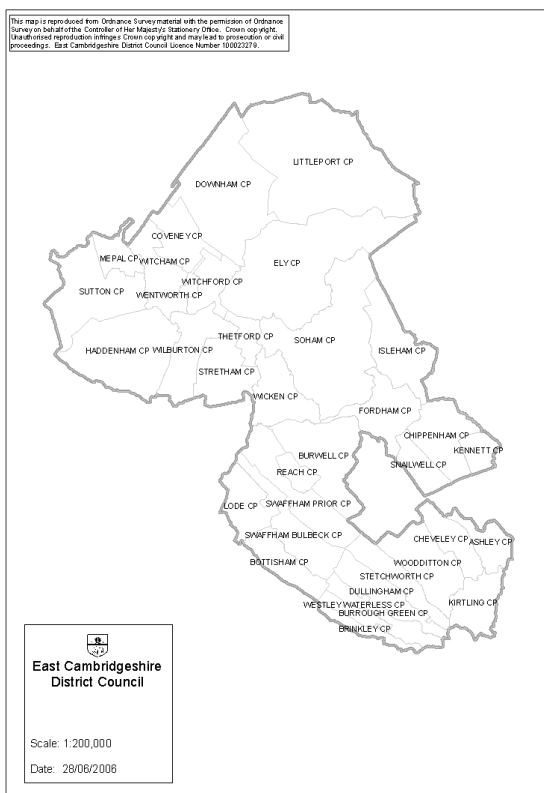 This map is reproduced from Ordnance Survey material with the permission of Ordnance
Survey on behalf of the Controller of Her Majesty's Stationery Office. Crown copyright.
Unauthorised reproduction infringes Crown copyright and may lead to prosecution or civil
proceedings. East Cambridgeshire District Council Licence Number 100023279.
LITTLEPORT CP
DOWNHAM CP
COVENEY CP
MEPAL CP
WITCHAM CP
ELY CP
WITCHFORD CP
SUTTON CP
WENTWORTH CP
THETFORD CP
SOHAM CP
HADDENHAM CP
WILBURTON CP
ISLEHAM CP
STRETHAM CP
WICKEN CP
FORDHAM CP
CHIPPENHAM CP
KENNETT CP
BURWELL CP
SNAILWELL CP
REACH CP
LODE CP
SWAFFHAM PRIOR CP
SWAFFHAM BULBECK CP
CHEVELEY CP
ASHLEY CP
BOTTISHAM CP
WOODDITTON CP
STETCHWORTH CP
DULLINGHAM CP
WESTLEY WATERLESS CP
KIRTLING CP
BURROUGH GREEN CP
BRINKLEY CP
East Cambridgeshire
District Council
Scale: 1:200,000
Date: 28/06/2006